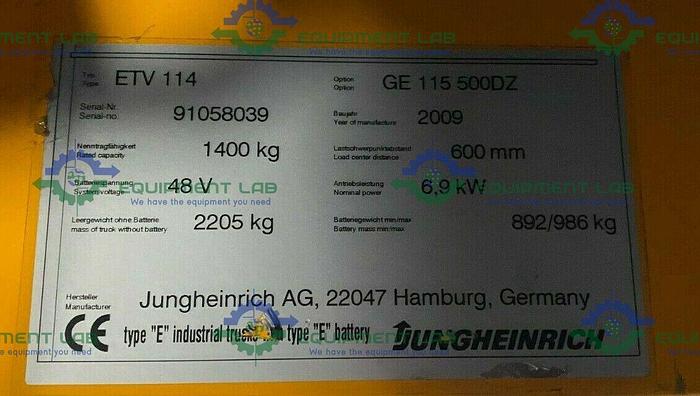 Typ ETV 114 Option GE 115 500DZ
Type Option
Serial-Nr. 91058039 Baujahr 2009
Serial-no. Year of manufacture
Nenntragfähigkeit 1400 kg Lastschwerpunktabstand 600 mm
Rated capacity Load center distance
Batteriespannung 48 V Antriebsleistung 6,9 kW
Systemvoltage Nominal power
Leergewicht ohne Batterie 2205 kg Batteriegewicht min/max 892/986 kg
mass of truck without battery Battery mass min/max
Hersteller Jungheinrich AG, 22047 Hamburg, Germany
Manufacturer
CE type "E" industrial trucks type "E" battery JUNGHEINRICH
EQUIPMENT LAB
We have the equipment you need